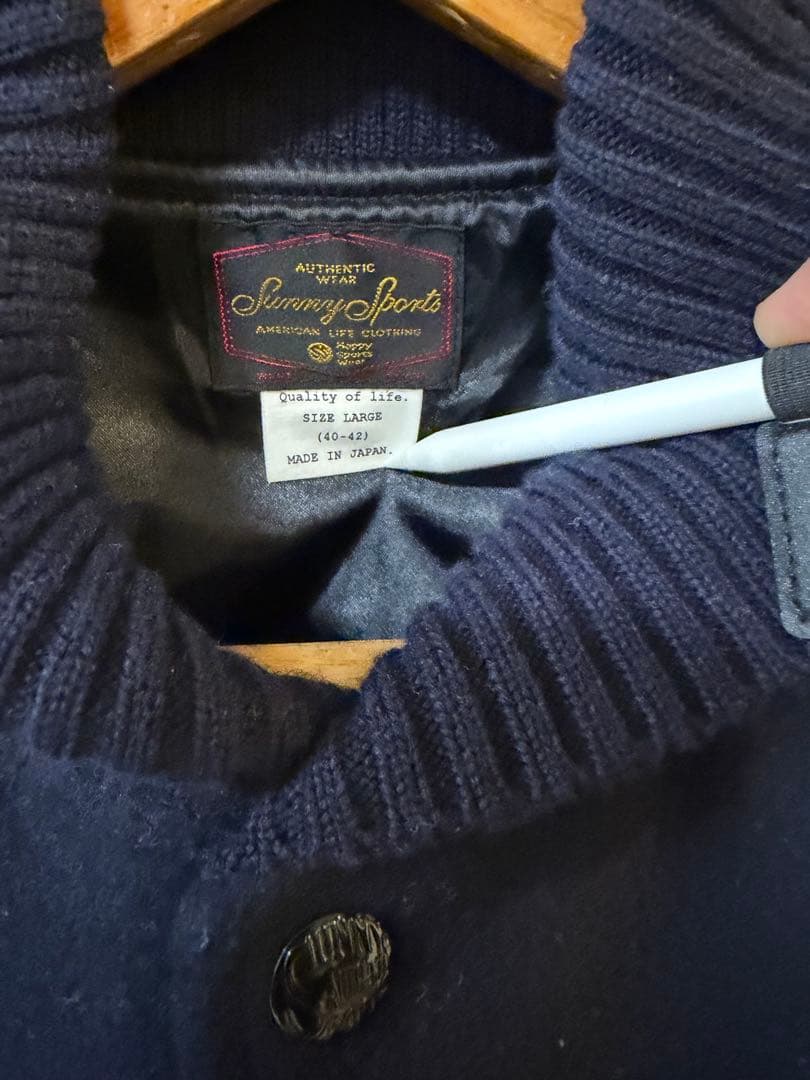 AUTHENTIC
WEAR
Sunny Sports
AMERICAN LIFE CLOTHING
Happy
Sports
Wear
Quality of life.
SIZE LARGE
(40-42)
MADE IN JAPAN.